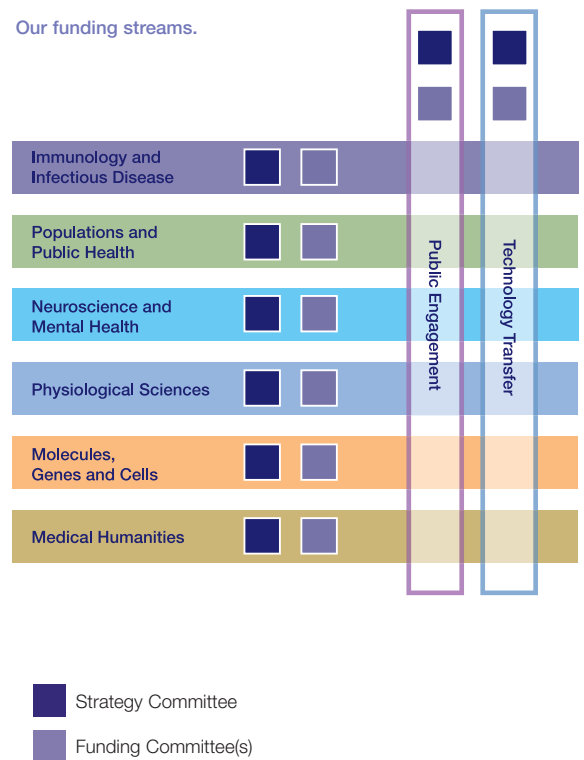 Our funding streams.
Immunology and
Infectious Disease
Populations and
Public Health
Neuroscience and
Mental Health
Physiological Sciences
Molecules,
Genes and Cells
Medical Humanities
Public Engagement
Technology Transfer
Strategy Committee
Funding Committee(s)